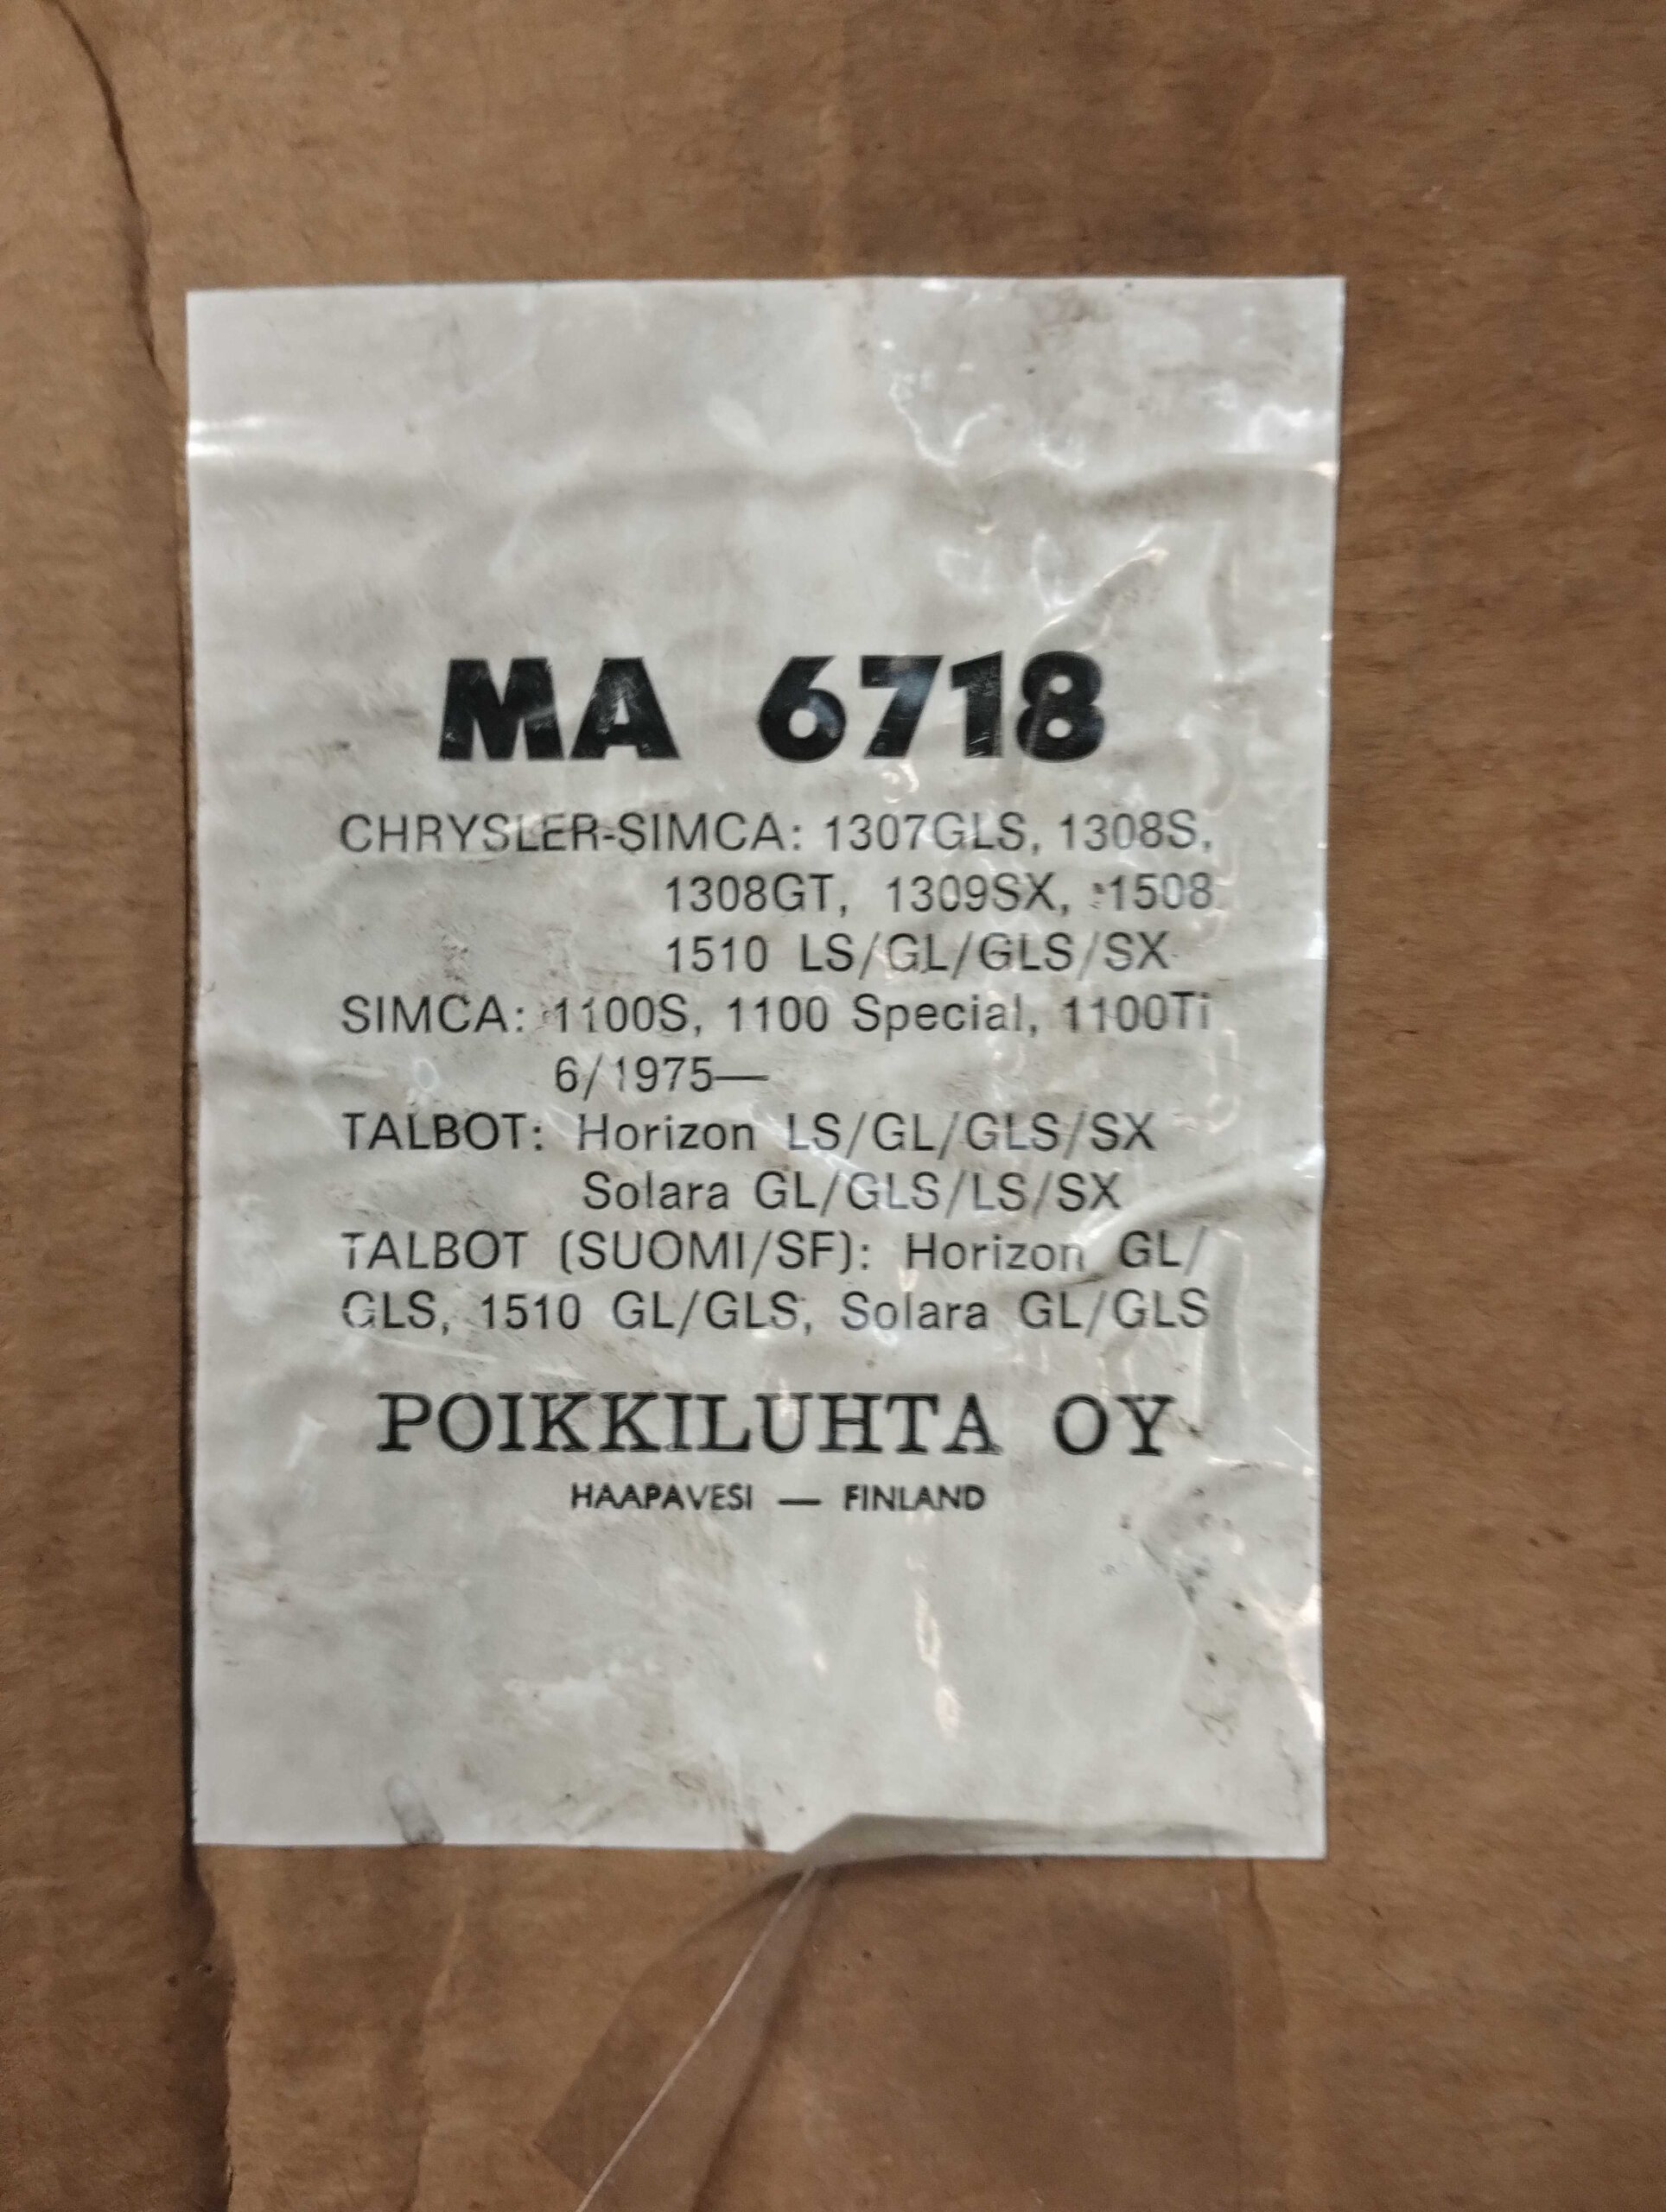 MA 6718
CHRYSLER-SIMCA: 1307GLS, 1308S,
1308GT, 1309SX, 1508
1510 LS/GL/GLS/SX
SIMCA: 1100S, 1100 Special, 1100Ti
6/1975—
TALBOT: Horizon LS/GL/GLS/SX
Solara GL/GLS/LS/SX
TALBOT (SUOMI/SF): Horizon GL/
GLS, 1510 GL/GLS, Solara GL/GLS
POIKKILUHTA OY
HAAPAVESI — FINLAND